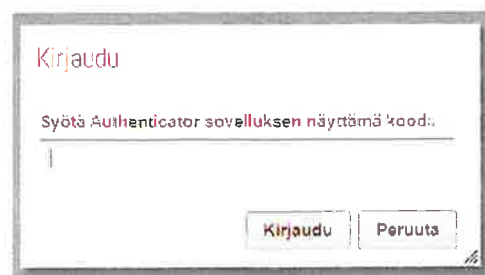 Kirjaudu
Syötä Authenticator sovelluksen näyttämä koodi:
Kirjaudu
Peruuta